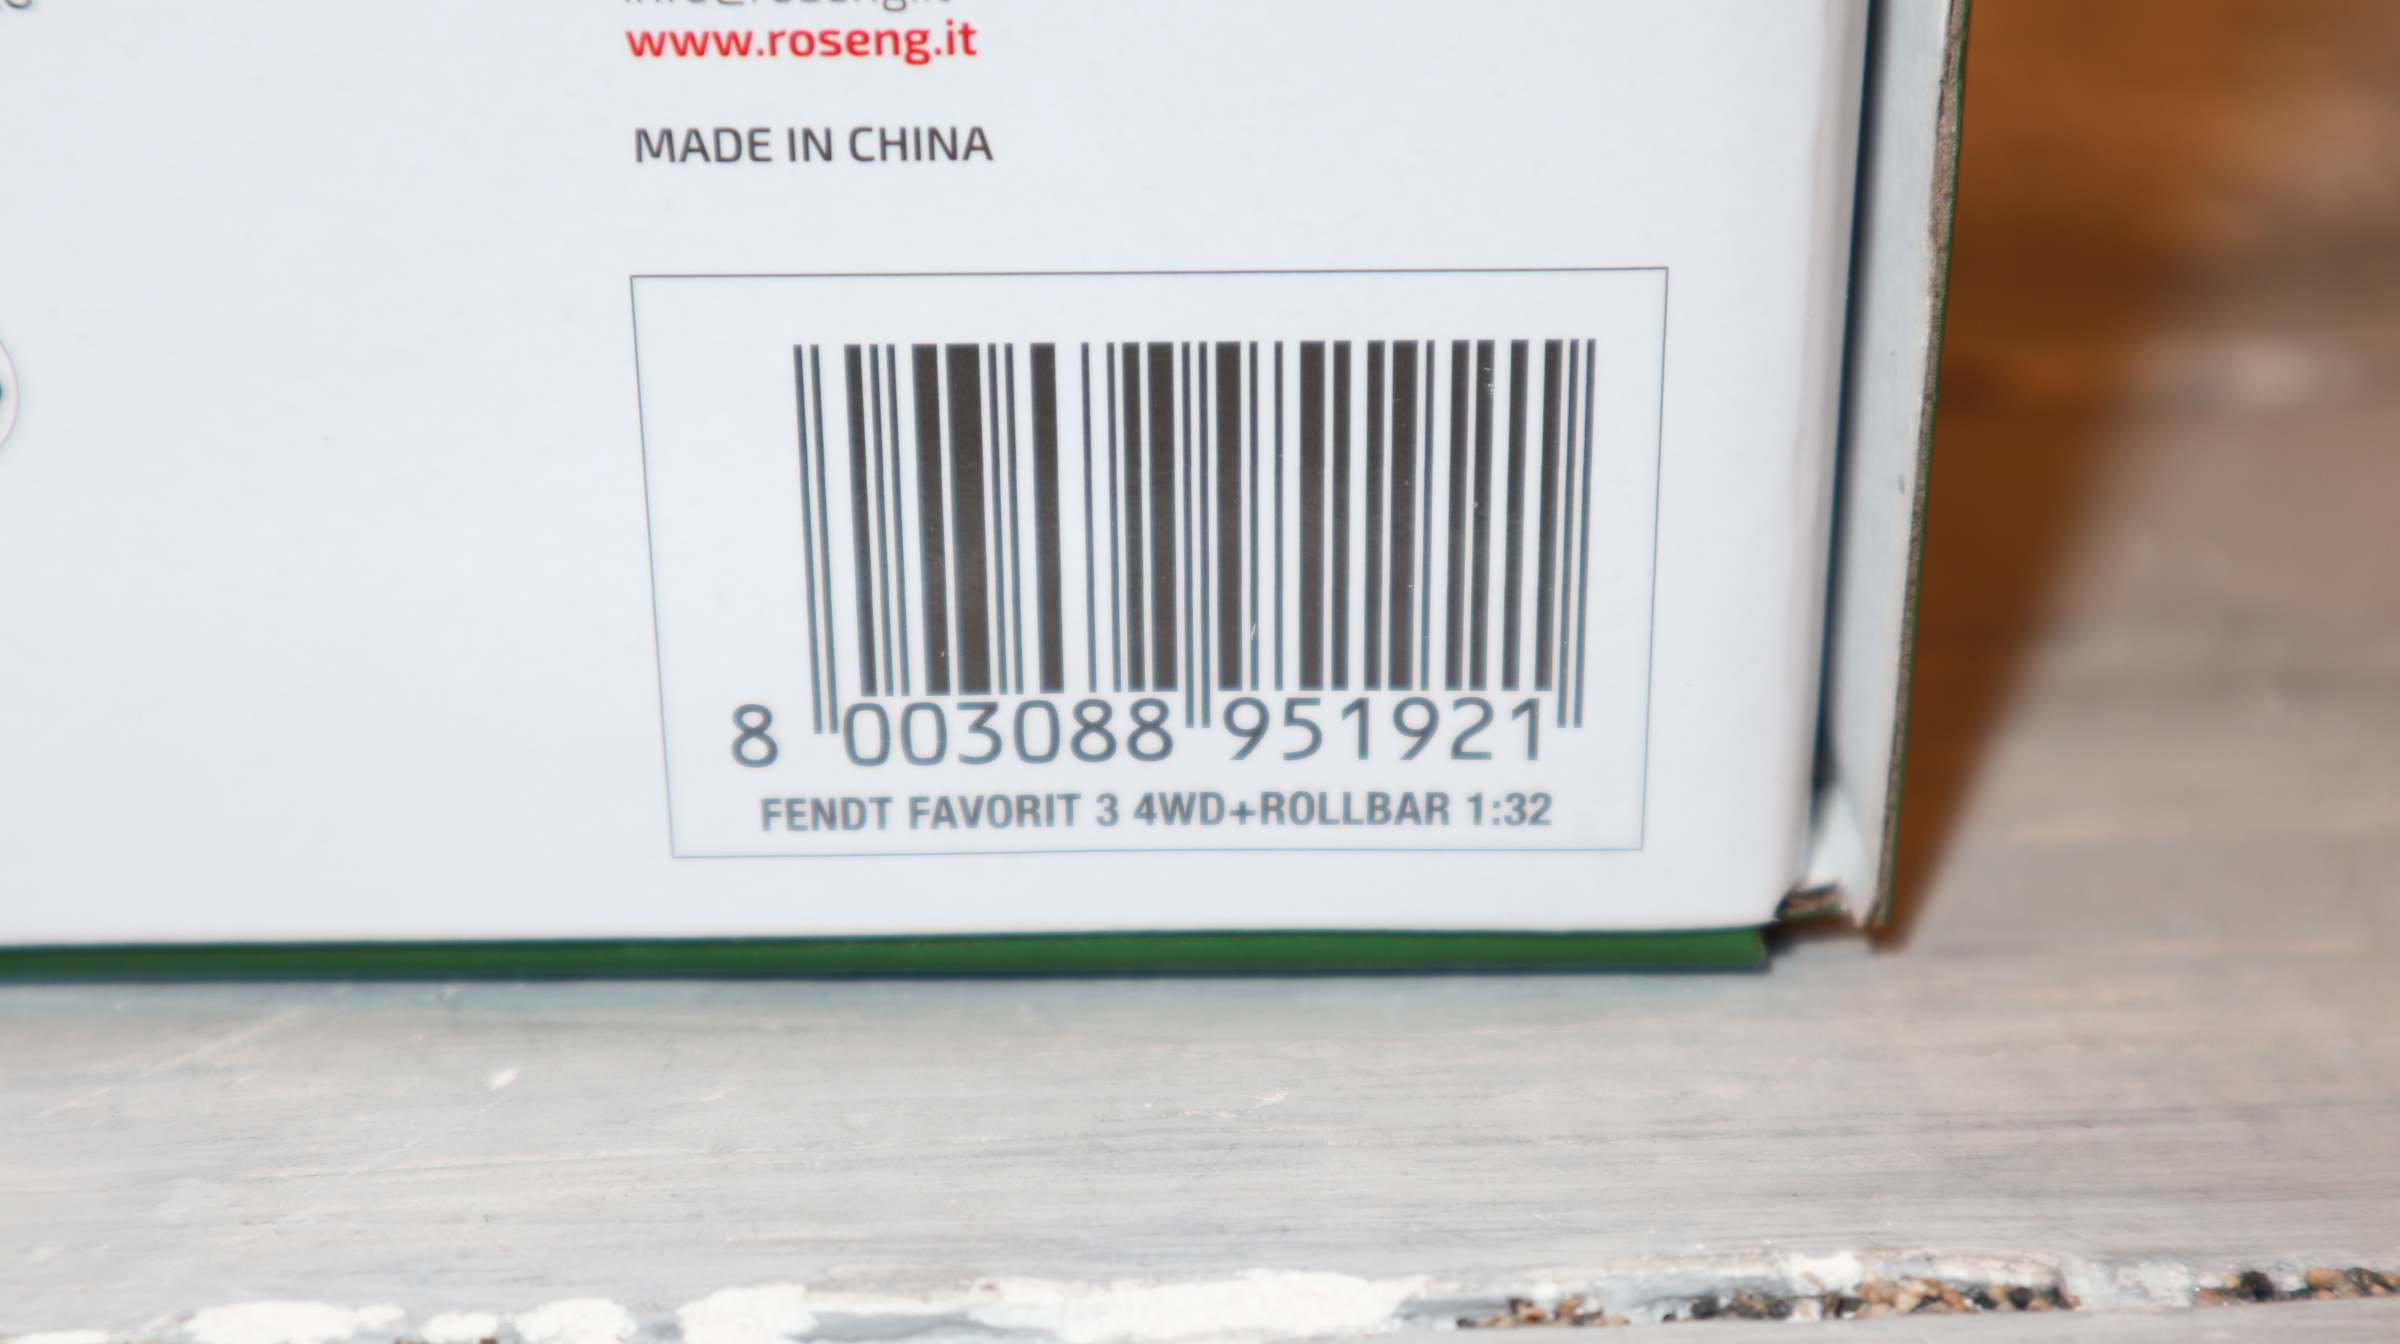 www.roseng.it
MADE IN CHINA
8 003088 951921
FENDT FAVORIT 3 4WD+ROLLBAR 1:32